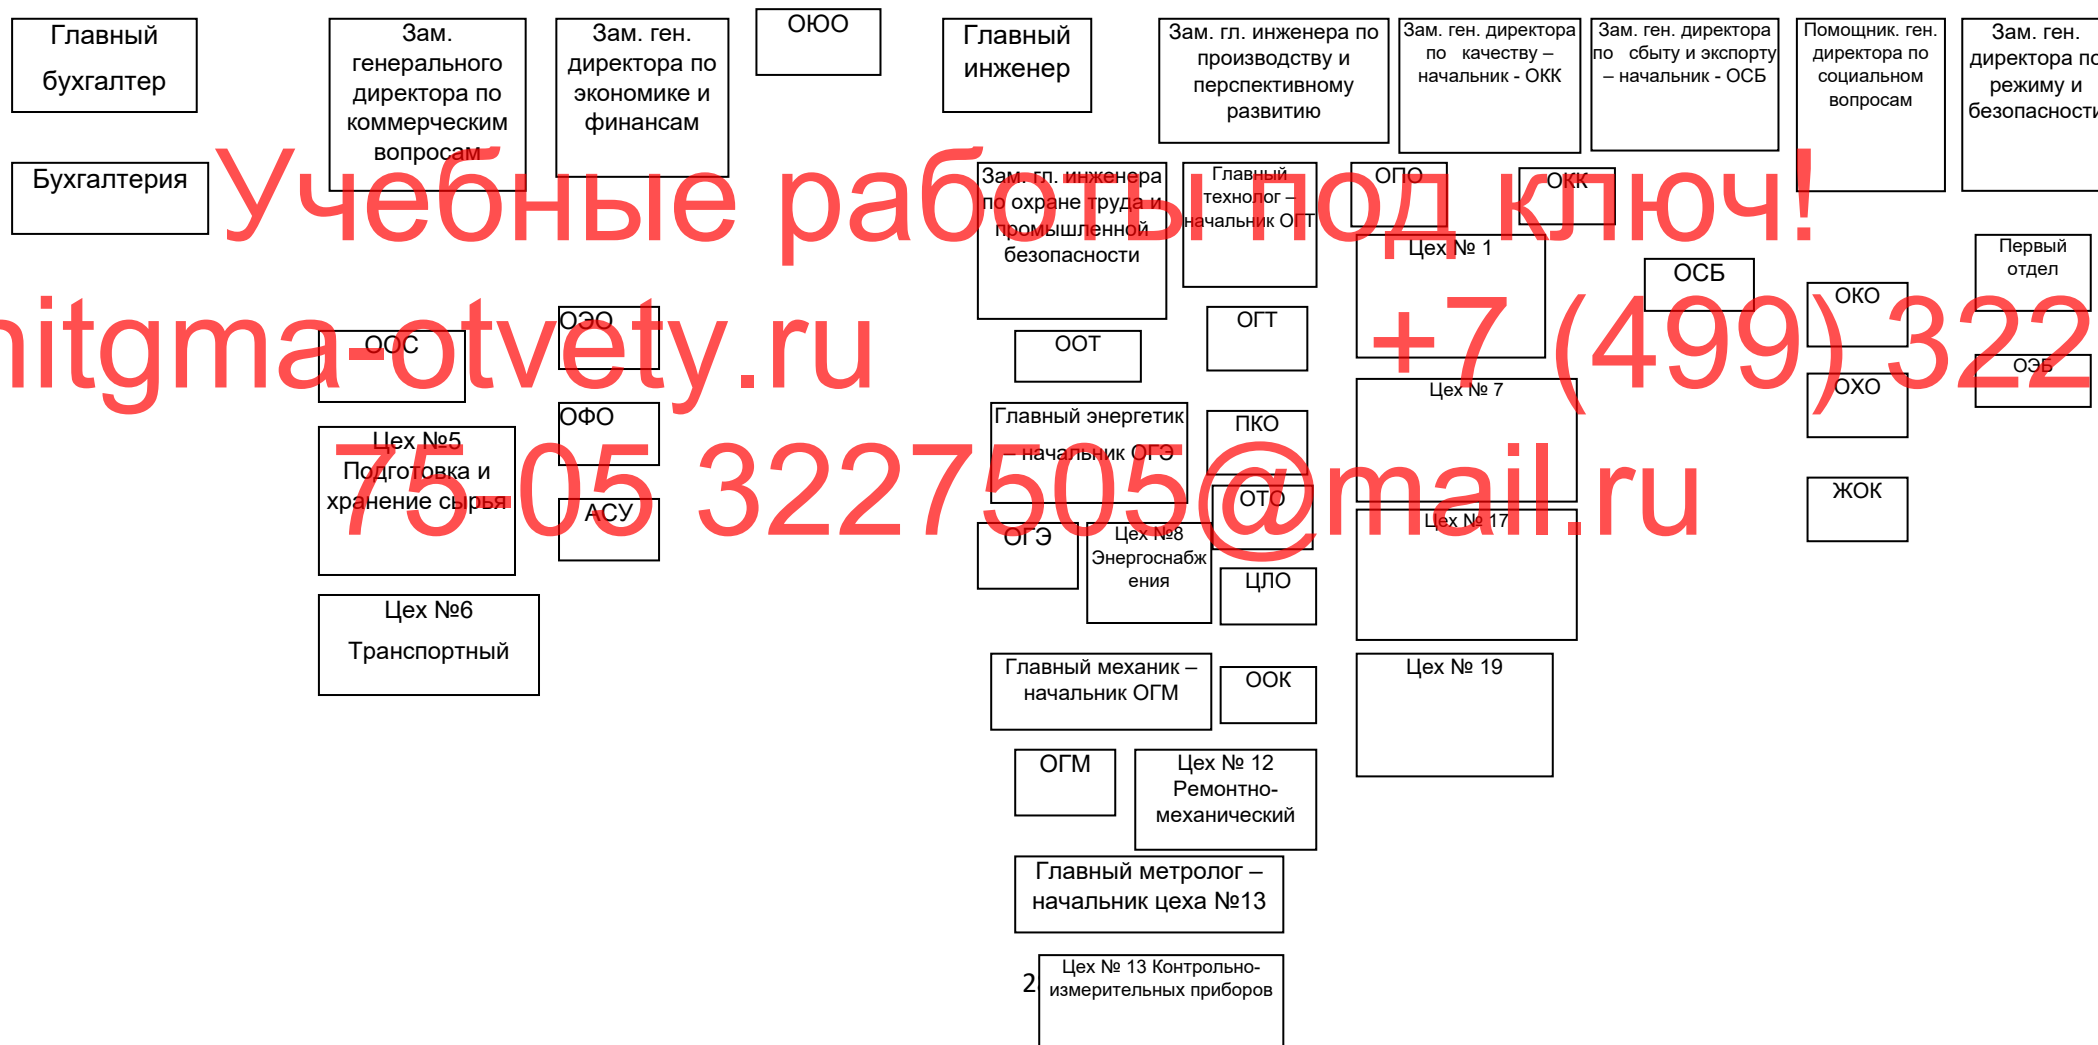 Главный
бухгалтер
Бухгалтерия
Зам.
генерального
директора по
коммерческим
вопросам
ООС
Цех №5
Подготовка и
хранение сырья
Цех №6
Транспортный
Зам. ген.
директора по
экономике и
финансам
ОЭО
ОФО
АСУ
ОЮО
Главный
инженер
Зам. гл. инженера
по охране труда и
промышленной
безопасности
ООТ
Главный энергетик
– начальник ОГЭ
ОГЭ
Цех №8
Энергоснабж
ения
Главный механик –
начальник ОГМ
ОГМ
Цех № 12
Ремонтно-
механический
Главный метролог –
начальник цеха №13
2
Цех № 13 Контрольно-
измерительных приборов
Главный
технолог –
начальник ОГТ
ОГТ
ПКО
ОТО
ЦЛО
ООК
Зам. гл. инженера по
производству и
перспективному
развитию
ОПО
Цех № 1
Цех № 7
Цех № 17
Цех № 19
Зам. ген. директора
по качеству –
начальник - ОКК
ОКК
Зам. ген. директора
по сбыту и экспорту
– начальник - ОСБ
ОСБ
Помощник. ген.
директора по
социальном
вопросам
ОКО
ОХО
ЖОК
Зам. ген.
директора по
режиму и
безопасности
Первый
отдел
ОЭБ
Учебные работы под ключ!
nitgma-otvety.ru +7 (499) 322
75-05 3227505@mail.ru